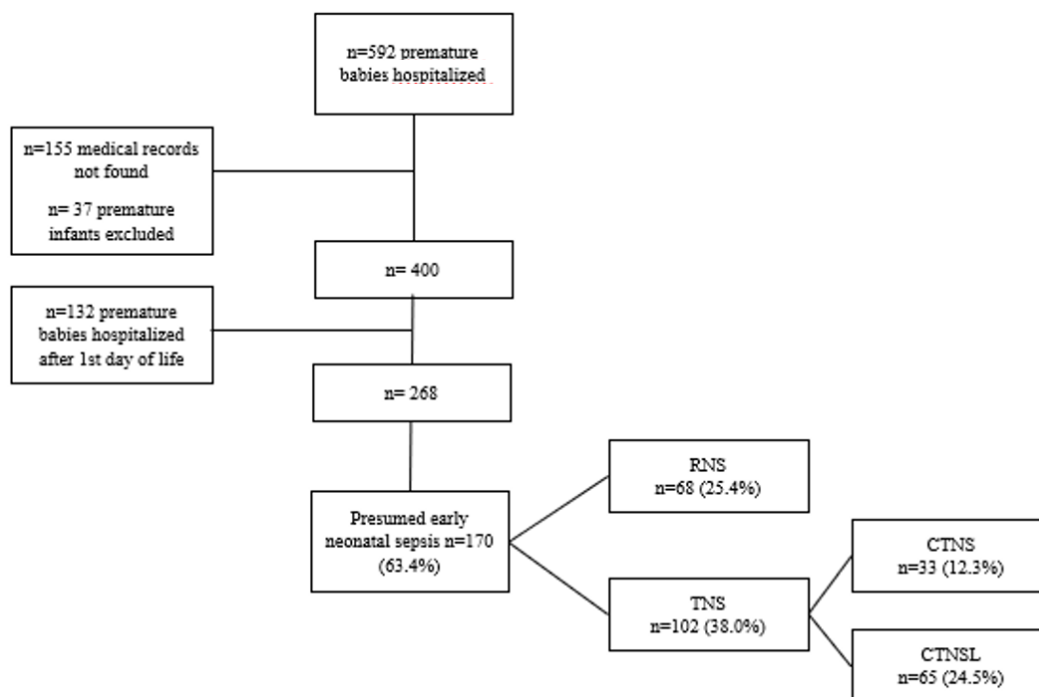 n=592 premature
babies hospitalized
n=155 medical records
not found
n= 37 premature
infants excluded
n= 400
n=132 premature
babies hospitalized
after 1st day of life
n= 268
Presumed early
neonatal sepsis n=170
(63.4%)
RNS
n=68 (25.4%)
TNS
n=102 (38.0%)
CTNS
n=33 (12.3%)
CTNSL
n=65 (24.5%)